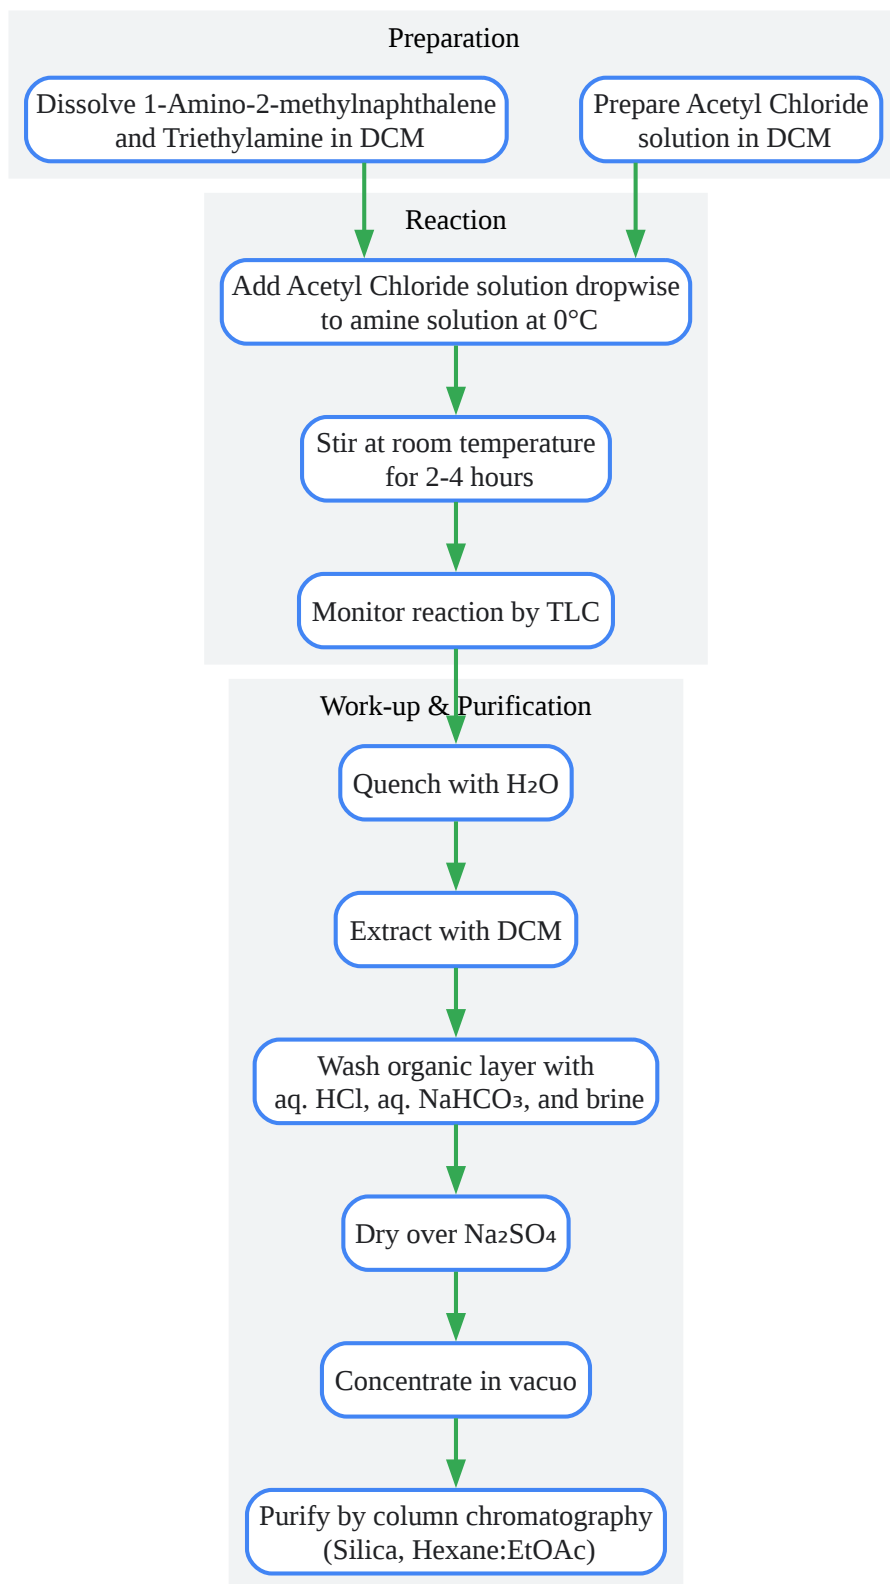 Preparation
Dissolve 1-Amino-2-methylnaphthalene
and Triethylamine in DCM
Prepare Acetyl Chloride
solution in DCM
Reaction
Add Acetyl Chloride solution dropwise
to amine solution at 0°C
Stir at room temperature
for 2-4 hours
Monitor reaction by TLC
Work-up & Purification
Quench with H₂O
Extract with DCM
Wash organic layer with
aq. HCl, aq. NaHCO₃, and brine
Dry over Na₂SO₄
Concentrate in vacuo
Purify by column chromatography
(Silica, Hexane:EtOAc)